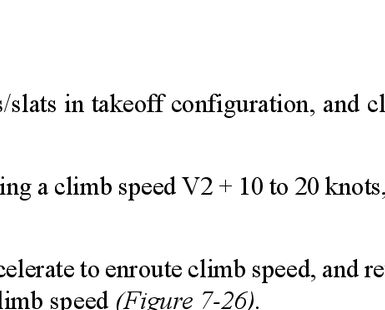 s/slats in takeoff configuration, and cl
ing a climb speed V2 + 10 to 20 knots,
celerate to enroute climb speed, and re
limb speed (Figure 7-26).